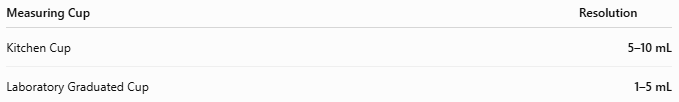 Measuring Cup Resolution
Kitchen Cup 5–10 mL
Laboratory Graduated Cup 1–5 mL